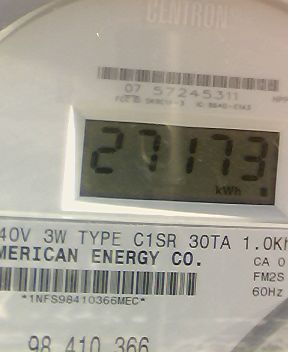 CENTRON
07 57245311
27173
kWh
40V 3W TYPE C1SR 30TA 1.0Kh
MERICAN ENERGY CO. CA 0
FM2S
*1NFS98410366MEC* 60Hz
98 410 366